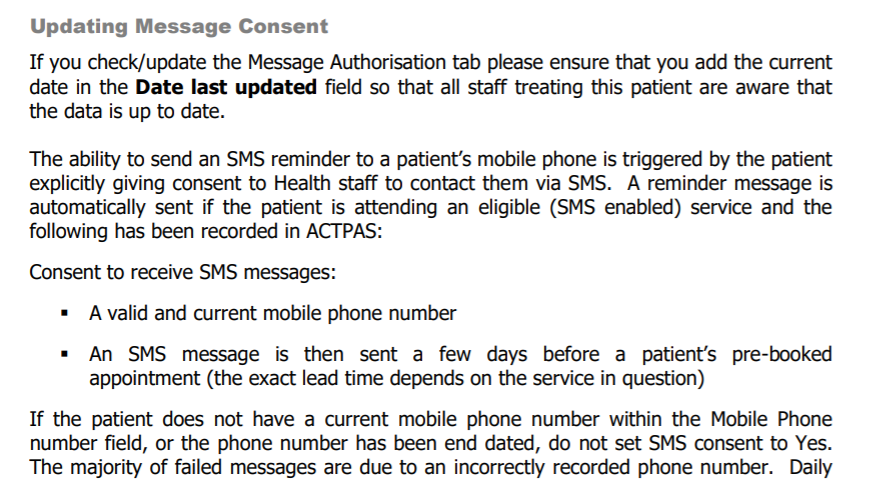 Updating Message Consent
If you check/update the Message Authorisation tab please ensure that you add the current
date in the Date last updated field so that all staff treating this patient are aware that
the data is up to date.
The ability to send an SMS reminder to a patient's mobile phone is triggered by the patient
explicitly giving consent to Health staff to contact them via SMS. A reminder message is
automatically sent if the patient is attending an eligible (SMS enabled) service and the
following has been recorded in ACTPAS:
Consent to receive SMS messages:
▪ A valid and current mobile phone number
▪ An SMS message is then sent a few days before a patient's pre-booked
appointment (the exact lead time depends on the service in question)
If the patient does not have a current mobile phone number within the Mobile Phone
number field, or the phone number has been end dated, do not set SMS consent to Yes.
The majority of failed messages are due to an incorrectly recorded phone number. Daily